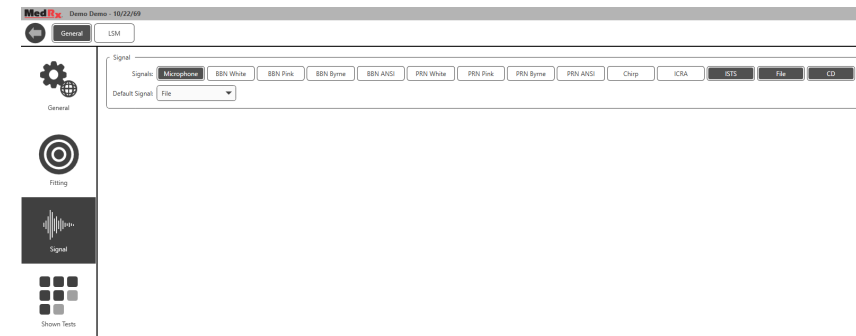 MedRx Demo Demo - 10/22/69
General LSM
Signal
Signals: Microphone BBN White BBN Pink BBN Byrne BBN ANSI PRN White PRN Pink PRN Byrne PRN ANSI Chirp ICRA ISTS File CD
Default Signal: File
General
Fitting
Signal
Shown Tests